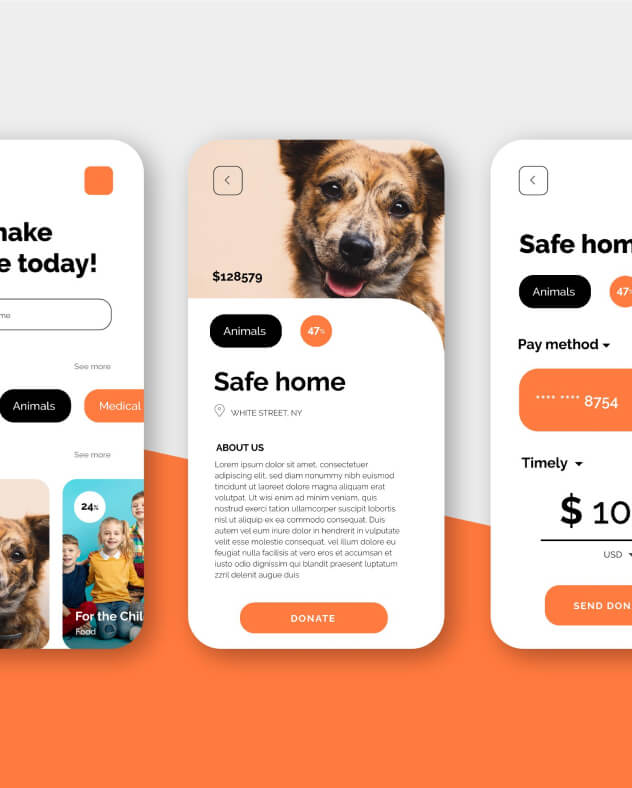 nake
e today!
me
See more
Animals
Medical
See more
24%
For the Chil
Food
$128579
Animals
47%
Safe home
WHITE STREET, NY
ABOUT US
Lorem ipsum dolor sit amet, consectetuer
adipiscing elit, sed diam nonummy nibh euismod
tincidunt ut laoreet dolore magna aliquam erat
volutpat. Ut wisi enim ad minim veniam, quis
nostrud exerci tation ullamcorper suscipit lobortis
nisl ut aliquip ex ea commodo consequat. Duis
autem vel eum iriure dolor in hendrerit in vulputate
velit esse molestie consequat, vel illum dolore eu
feugiat nulla facilisis at vero eros et accumsan et
iusto odio dignissim qui blandit praesent luptatum
zzril delenit augue duis
DONATE
Safe hom
Animals
47%
Pay method
**** **** 8754
Timely
$ 10
USD
SEND DON